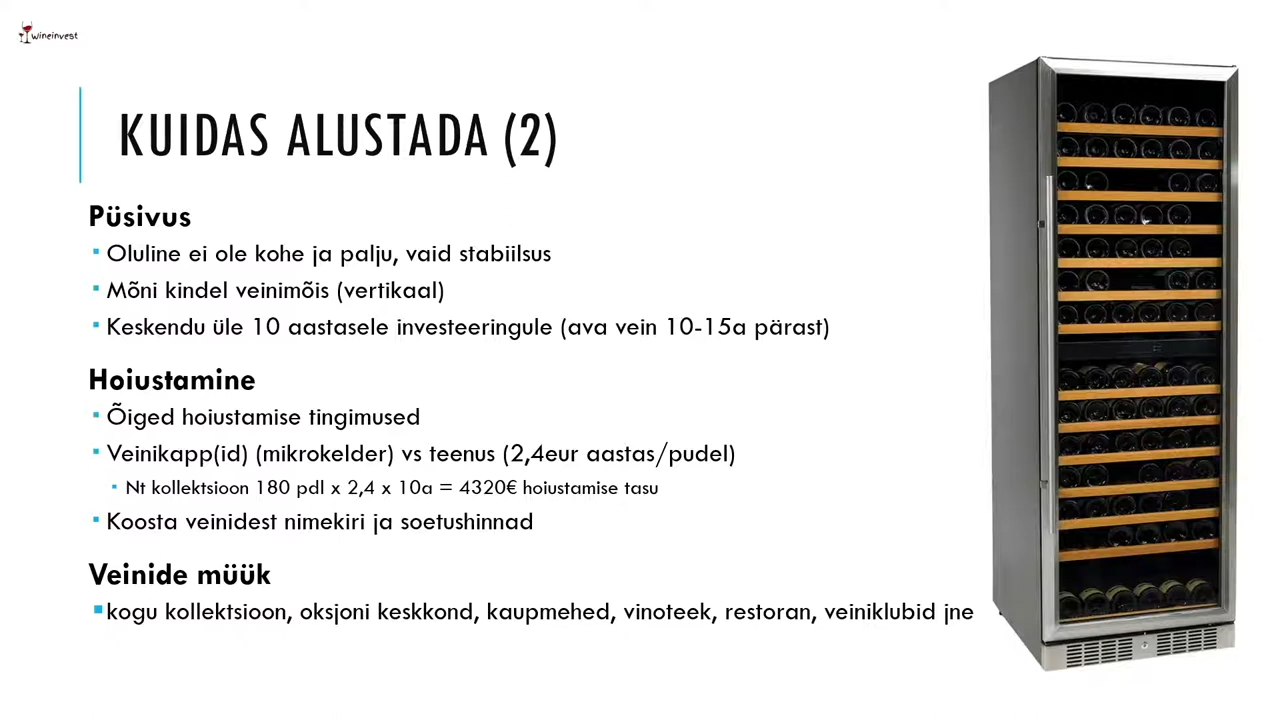 wineinvest
KUIDAS ALUSTADA (2)
Püsivus
Oluline ei ole kohe ja palju, vaid stabiilsus
Mõni kindel veinimõis (vertikaal)
Keskendu üle 10 aastasele investeeringule (ava vein 10-15a pärast)
Hoiustamine
Õiged hoiustamise tingimused
Veinikapp(id) (mikrokelder) vs teenus (2,4eur aastas/pudel)
Nt kollektsioon 180 pdl x 2,4 x 10a = 4320€ hoiustamise tasu
Koosta veinidest nimekiri ja soetushinnad
Veinide müük
kogu kollektsioon, oksjoni keskkond, kaupmehed, vinoteek, restoran, veiniklubid jne